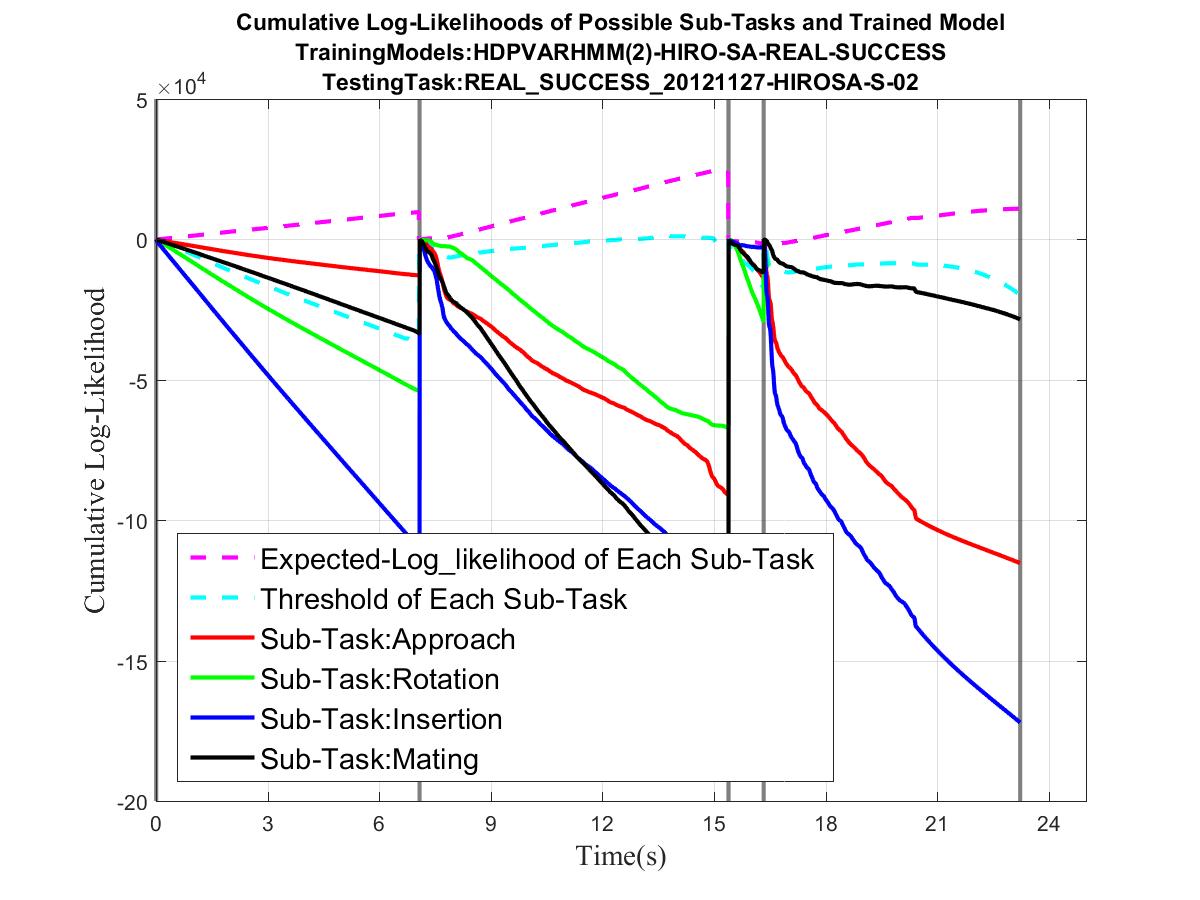 Cumulative Log-Likelihoods of Possible Sub-Tasks and Trained Model
TrainingModels:HDPVARHMM(2)-HIRO-SA-REAL-SUCCESS
TestingTask:REAL_SUCCESS_20121127-HIROSA-S-02
×10^4
5
0
-5
-10
-15
-20
Cumulative Log-Likelihood
Expected-Log_likelihood of Each Sub-Task
Threshold of Each Sub-Task
Sub-Task:Approach
Sub-Task:Rotation
Sub-Task:Insertion
Sub-Task:Mating
0 3 6 9 12 15 18 21 24
Time(s)